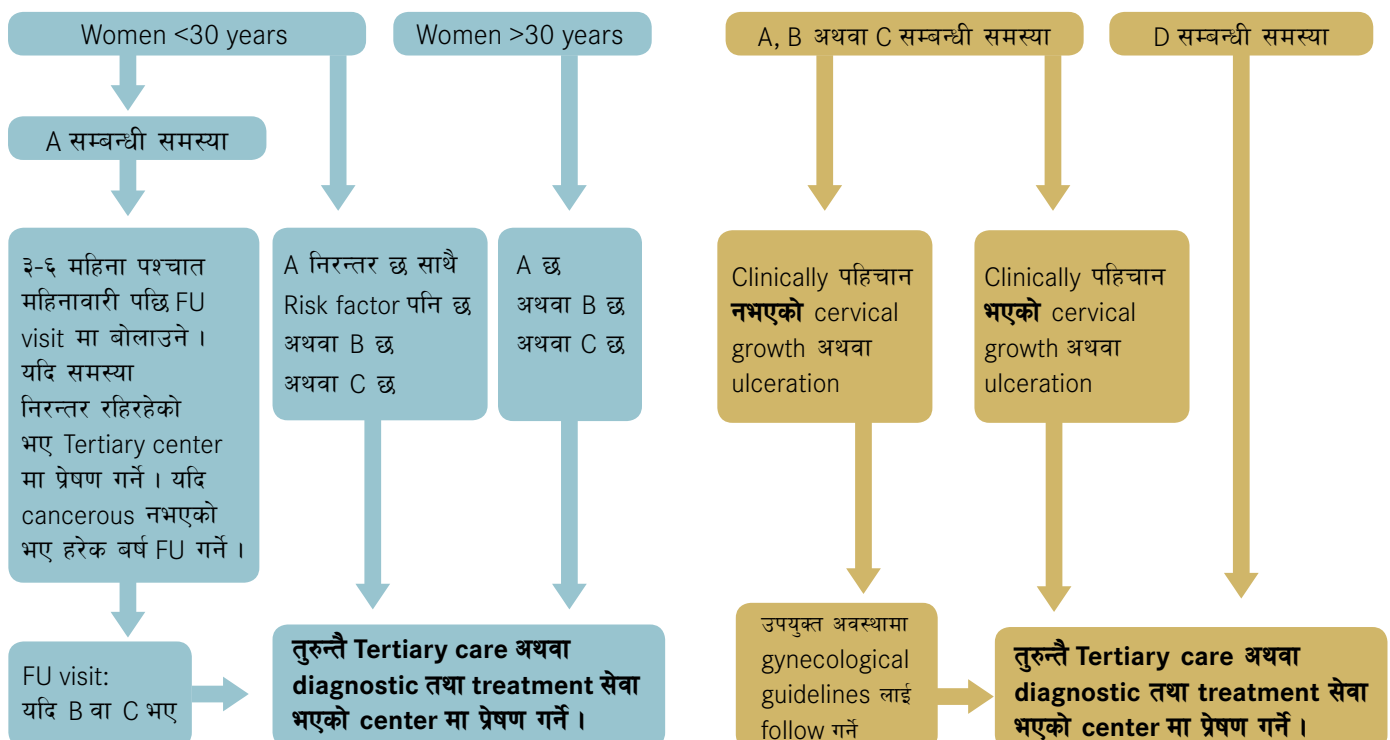 Women <30 years
Women >30 years
A सम्बन्धी समस्या
३-६ महिना पश्चात
महिनावारी पछि FU
visit मा बोलाउने ।
यदि समस्या
निरन्तर रहिरहेको
भए Tertiary center
मा प्रेषण गर्ने । यदि
cancerous नभएको
भए हरेक बर्ष FU गर्ने ।
A निरन्तर छ साथै
Risk factor पनि छ
अथवा B छ
अथवा C छ
A छ
अथवा B छ
अथवा C छ
FU visit:
यदि B वा C भए
तुरुन्तै Tertiary care अथवा
diagnostic तथा treatment सेवा
भएको center मा प्रेषण गर्ने ।
A, B अथवा C सम्बन्धी समस्या
D सम्बन्धी समस्या
Clinically पहिचान
नभएको cervical
growth अथवा
ulceration
Clinically पहिचान
भएको cervical
growth अथवा
ulceration
उपयुक्त अवस्थामा
gynecological
guidelines लाई
follow गर्ने
तुरुन्तै Tertiary care अथवा
diagnostic तथा treatment सेवा
भएको center मा प्रेषण गर्ने ।